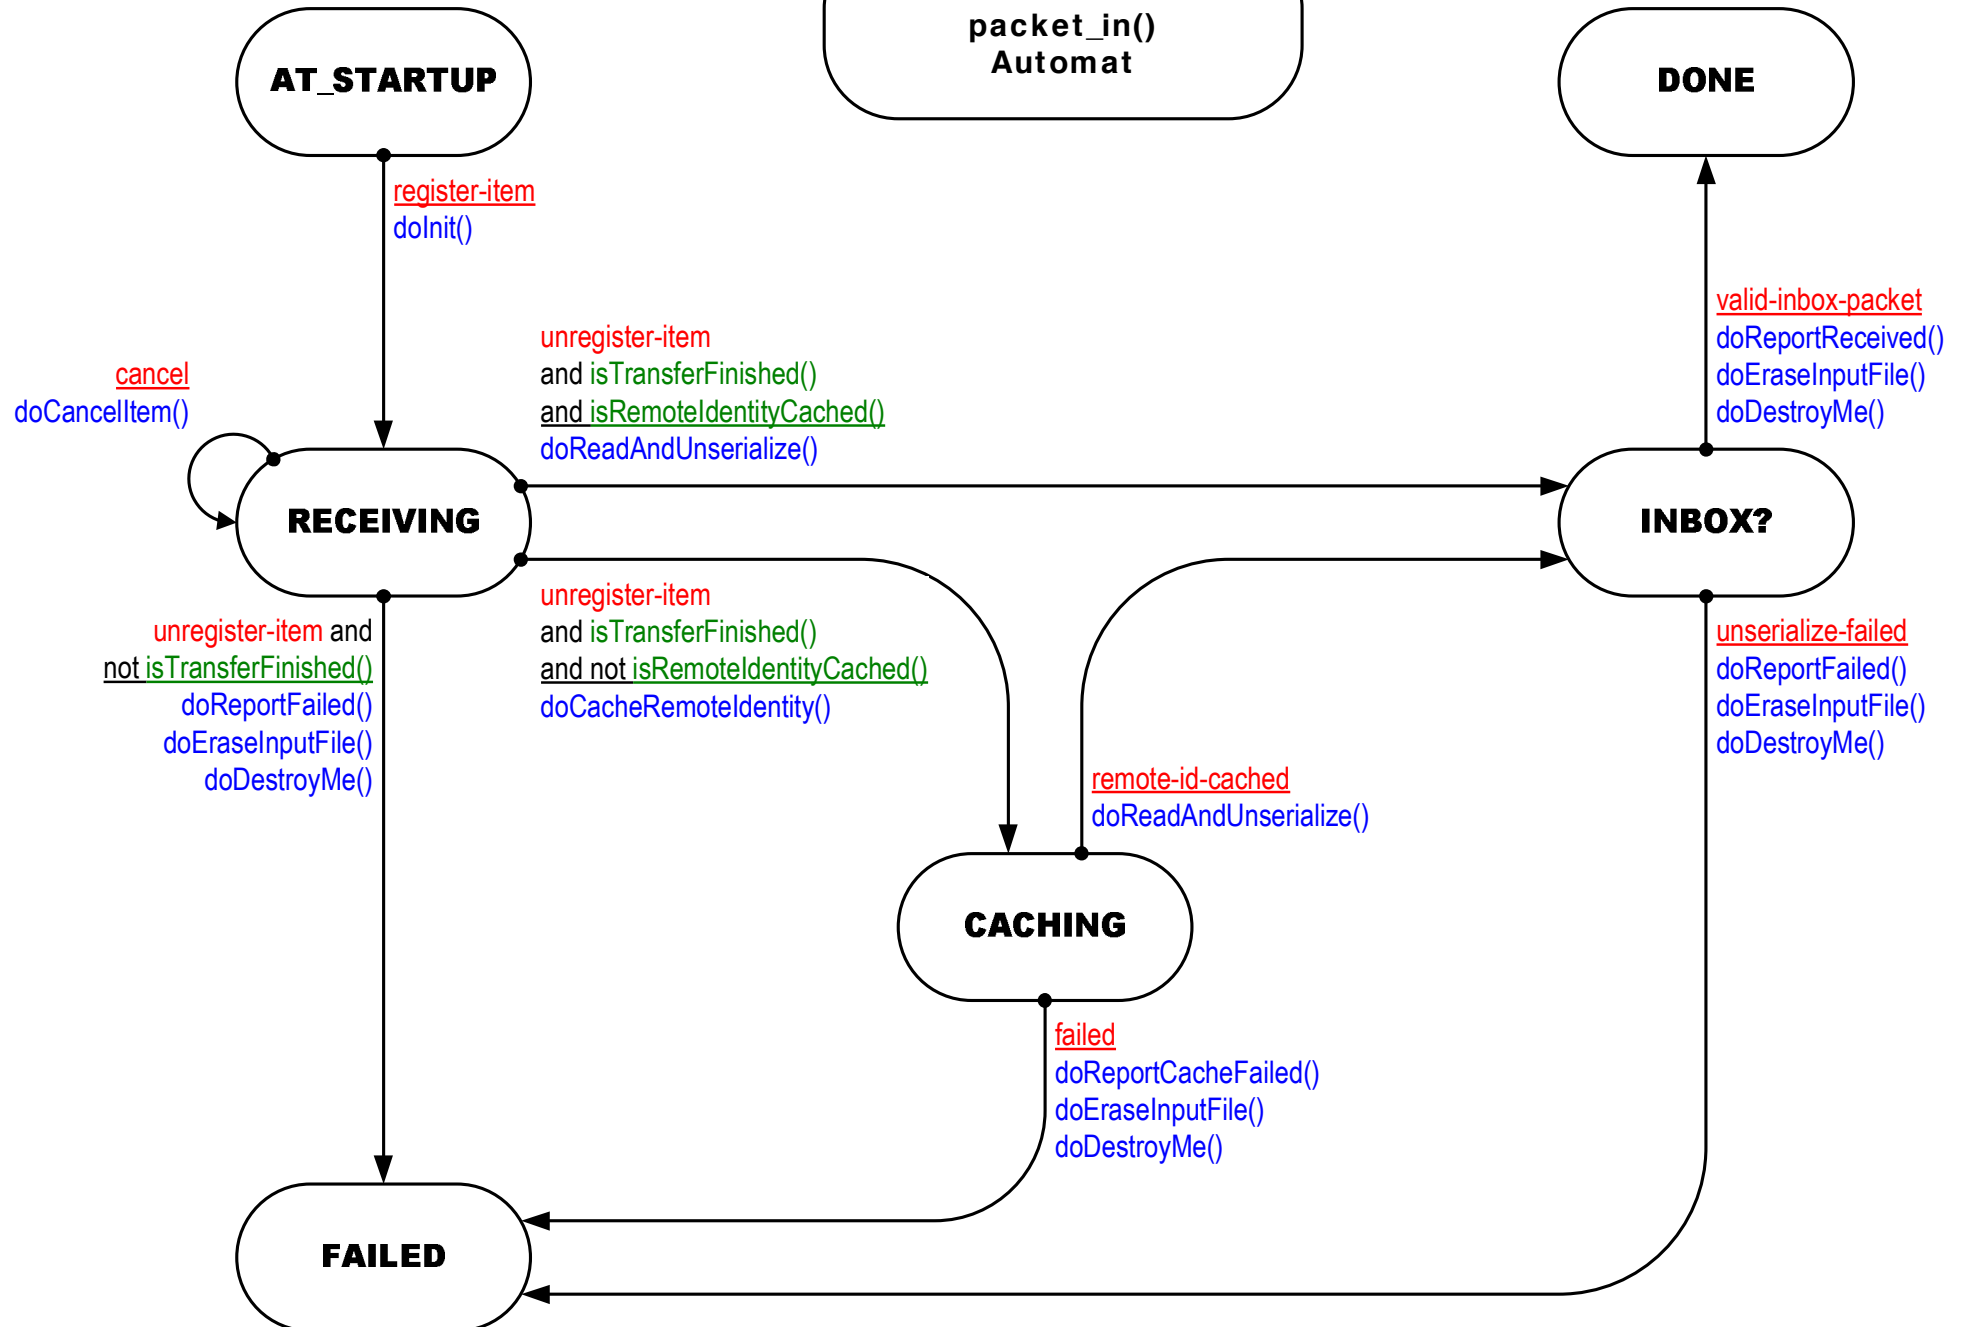 packet_in()
Automat
AT_STARTUP
DONE
register-item
doInit()
valid-inbox-packet
doReportReceived()
doEraseInputFile()
doDestroyMe()
unregister-item
and isTransferFinished()
and isRemoteIdentityCached()
doReadAndUnserialize()
cancel
doCancelItem()
RECEIVING
INBOX?
unregister-item and
not isTransferFinished()
doReportFailed()
doEraseInputFile()
doDestroyMe()
unregister-item
and isTransferFinished()
and not isRemoteIdentityCached()
doCacheRemoteIdentity()
unserialize-failed
doReportFailed()
doEraseInputFile()
doDestroyMe()
remote-id-cached
doReadAndUnserialize()
CACHING
failed
doReportCacheFailed()
doEraseInputFile()
doDestroyMe()
FAILED